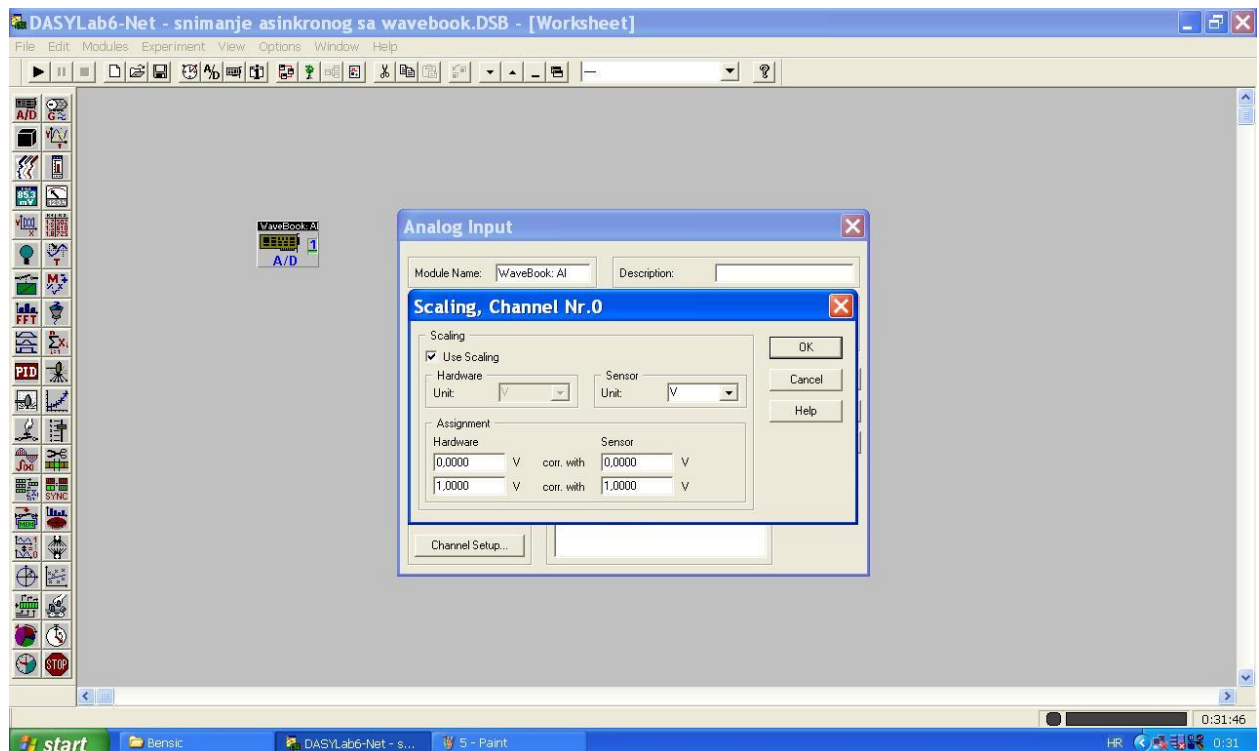 DASYLab6-Net - snimanje asinkronog sa wavebook.DSB - [Worksheet]
File Edit Modules Experiment View Options Window Help
WaveBook: AI
1
A/D
Analog Input
Module Name: WaveBook: AI Description:
Scaling, Channel Nr.0
Scaling
Use Scaling
Hardware Sensor
Unit: V Unit: V
Assignment
Hardware Sensor
0,0000 V corr. with 0,0000 V
1,0000 V corr. with 1,0000 V
OK
Cancel
Help
Channel Setup...
A/D
FFT
PID
SYNC
STOP
0:31:46
start Bensic DASYLab6-Net - s... 5 - Paint HR 0:31